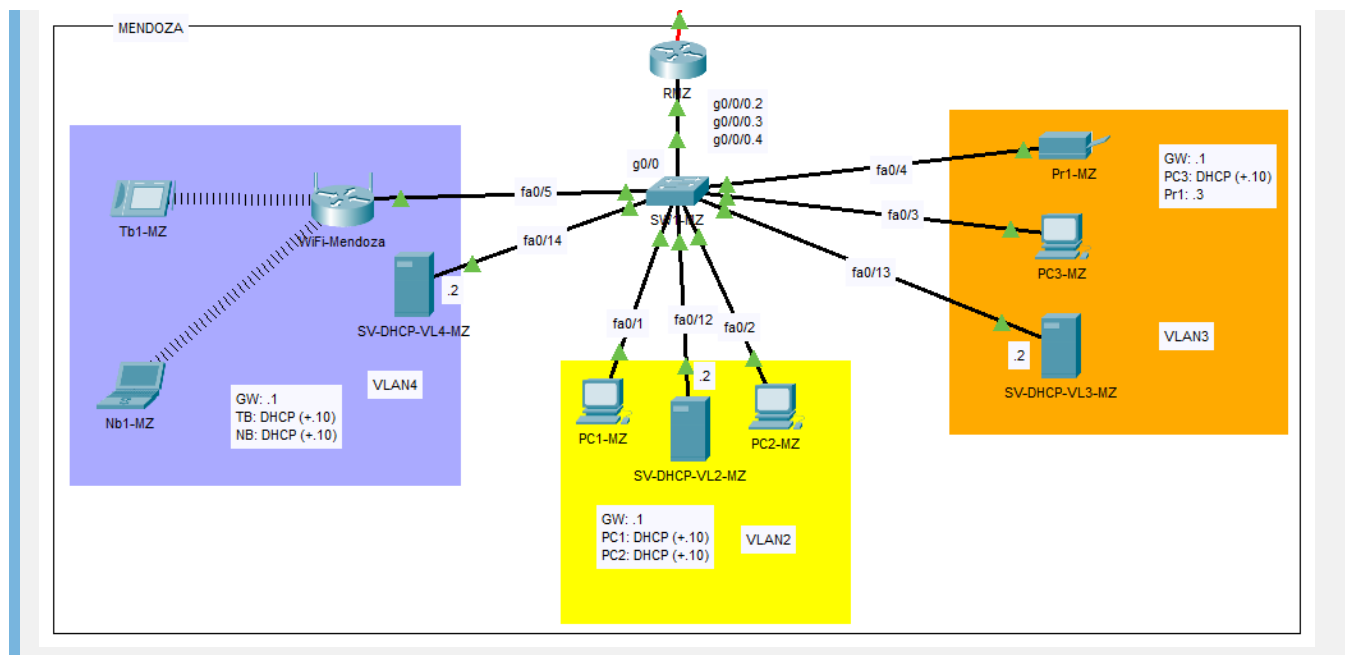 MENDOZA
RMZ
g0/0/0.2
g0/0/0.3
g0/0/0.4
g0/0
SW1-MZ
fa0/5
fa0/14
fa0/4
fa0/3
fa0/13
fa0/1
fa0/12
fa0/2
Tb1-MZ
WiFi-Mendoza
.2
SV-DHCP-VL4-MZ
Nb1-MZ
VLAN4
GW: .1
TB: DHCP (+.10)
NB: DHCP (+.10)
PC1-MZ
.2
SV-DHCP-VL2-MZ
PC2-MZ
GW: .1
PC1: DHCP (+.10)
PC2: DHCP (+.10)
VLAN2
Pr1-MZ
GW: .1
PC3: DHCP (+.10)
Pr1: .3
PC3-MZ
VLAN3
.2
SV-DHCP-VL3-MZ